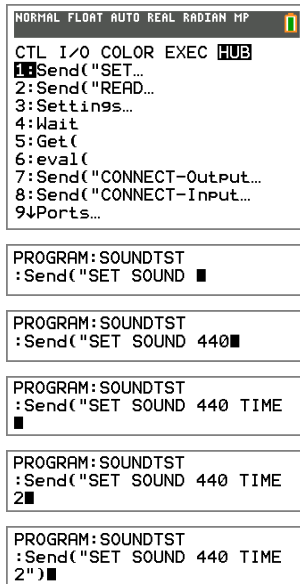 NORMAL FLOAT AUTO REAL RADIAN MP
CTL I/O COLOR EXEC HUB
1:Send("SET…
2:Send("READ…
3:Settings…
4:Wait
5:Get(
6:eval(
7:Send("CONNECT-Output…
8:Send("CONNECT-Input…
9↓Ports…
PROGRAM:SOUNDTST
:Send("SET SOUND
PROGRAM:SOUNDTST
:Send("SET SOUND 440
PROGRAM:SOUNDTST
:Send("SET SOUND 440 TIME
PROGRAM:SOUNDTST
:Send("SET SOUND 440 TIME
2
PROGRAM:SOUNDTST
:Send("SET SOUND 440 TIME
2")